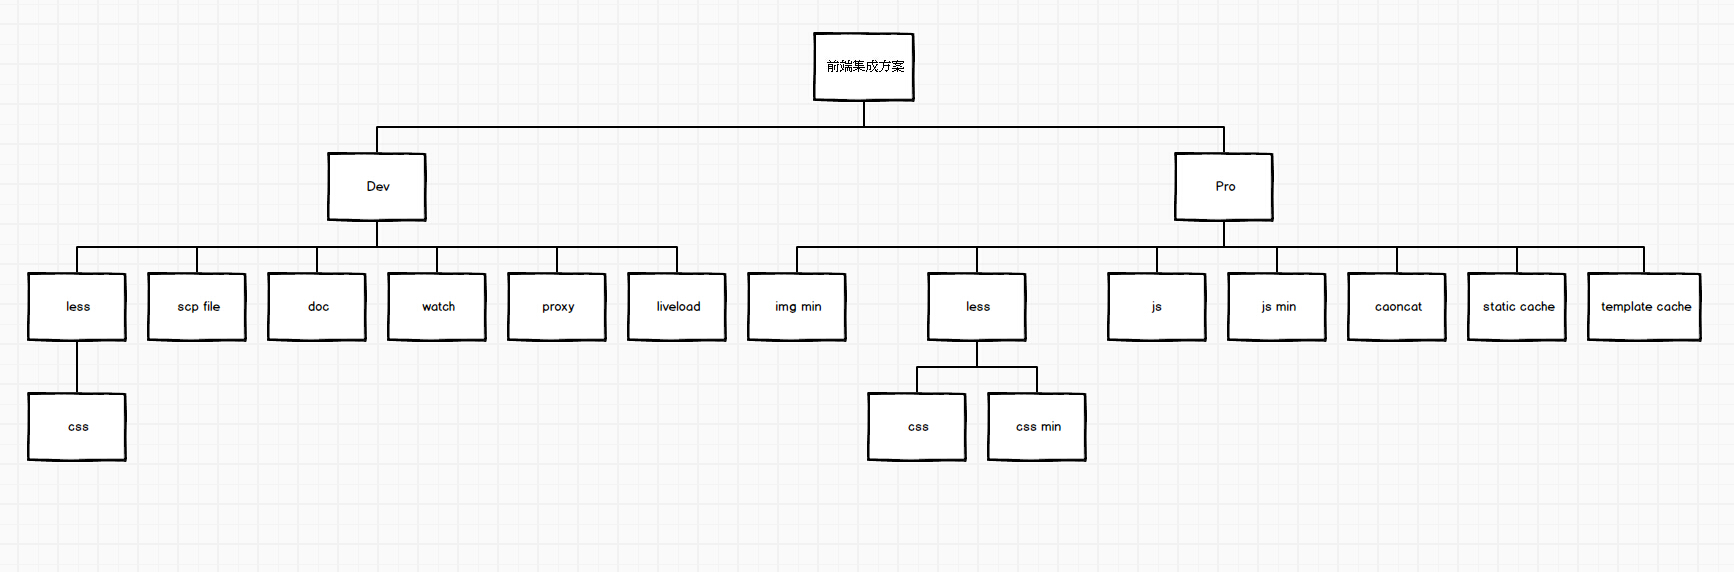 前端集成方案
Dev
Pro
less
scp file
doc
watch
proxy
liveload
img min
less
js
js min
caoncat
static cache
template cache
css
css
css min